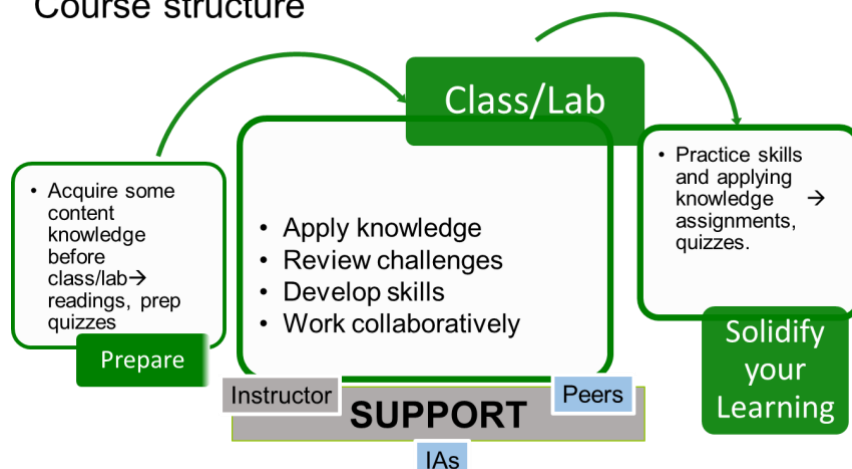 Course structure
• Acquire some
content
knowledge
before
class/lab→
readings, prep
quizzes
Prepare
Class/Lab
• Apply knowledge
• Review challenges
• Develop skills
• Work collaboratively
Instructor
SUPPORT
Peers
IAs
• Practice skills
and applying
knowledge →
assignments,
quizzes.
Solidify
your
Learning